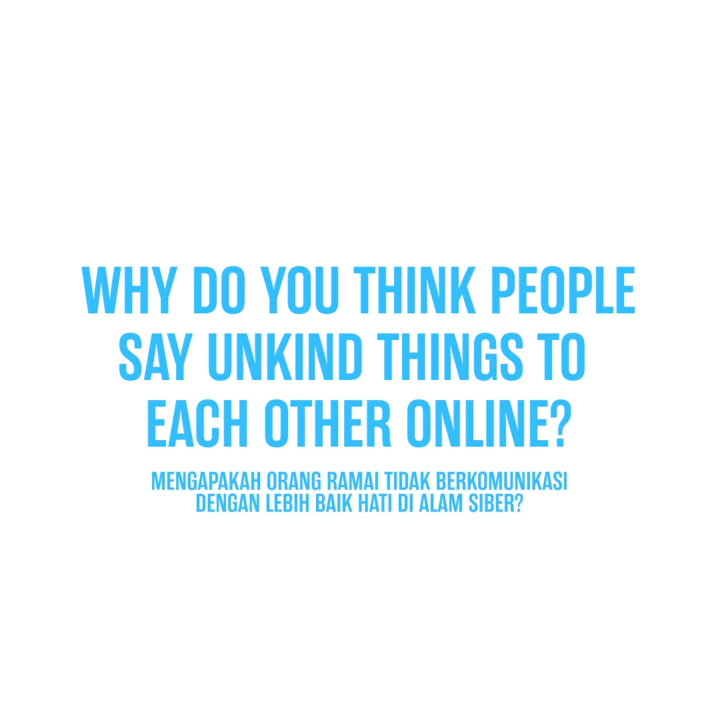 WHY DO YOU THINK PEOPLE
SAY UNKIND THINGS TO
EACH OTHER ONLINE?
MENGAPAKAH ORANG RAMAI TIDAK BERKOMUNIKASI
DENGAN LEBIH BAIK HATI DI ALAM SIBER?